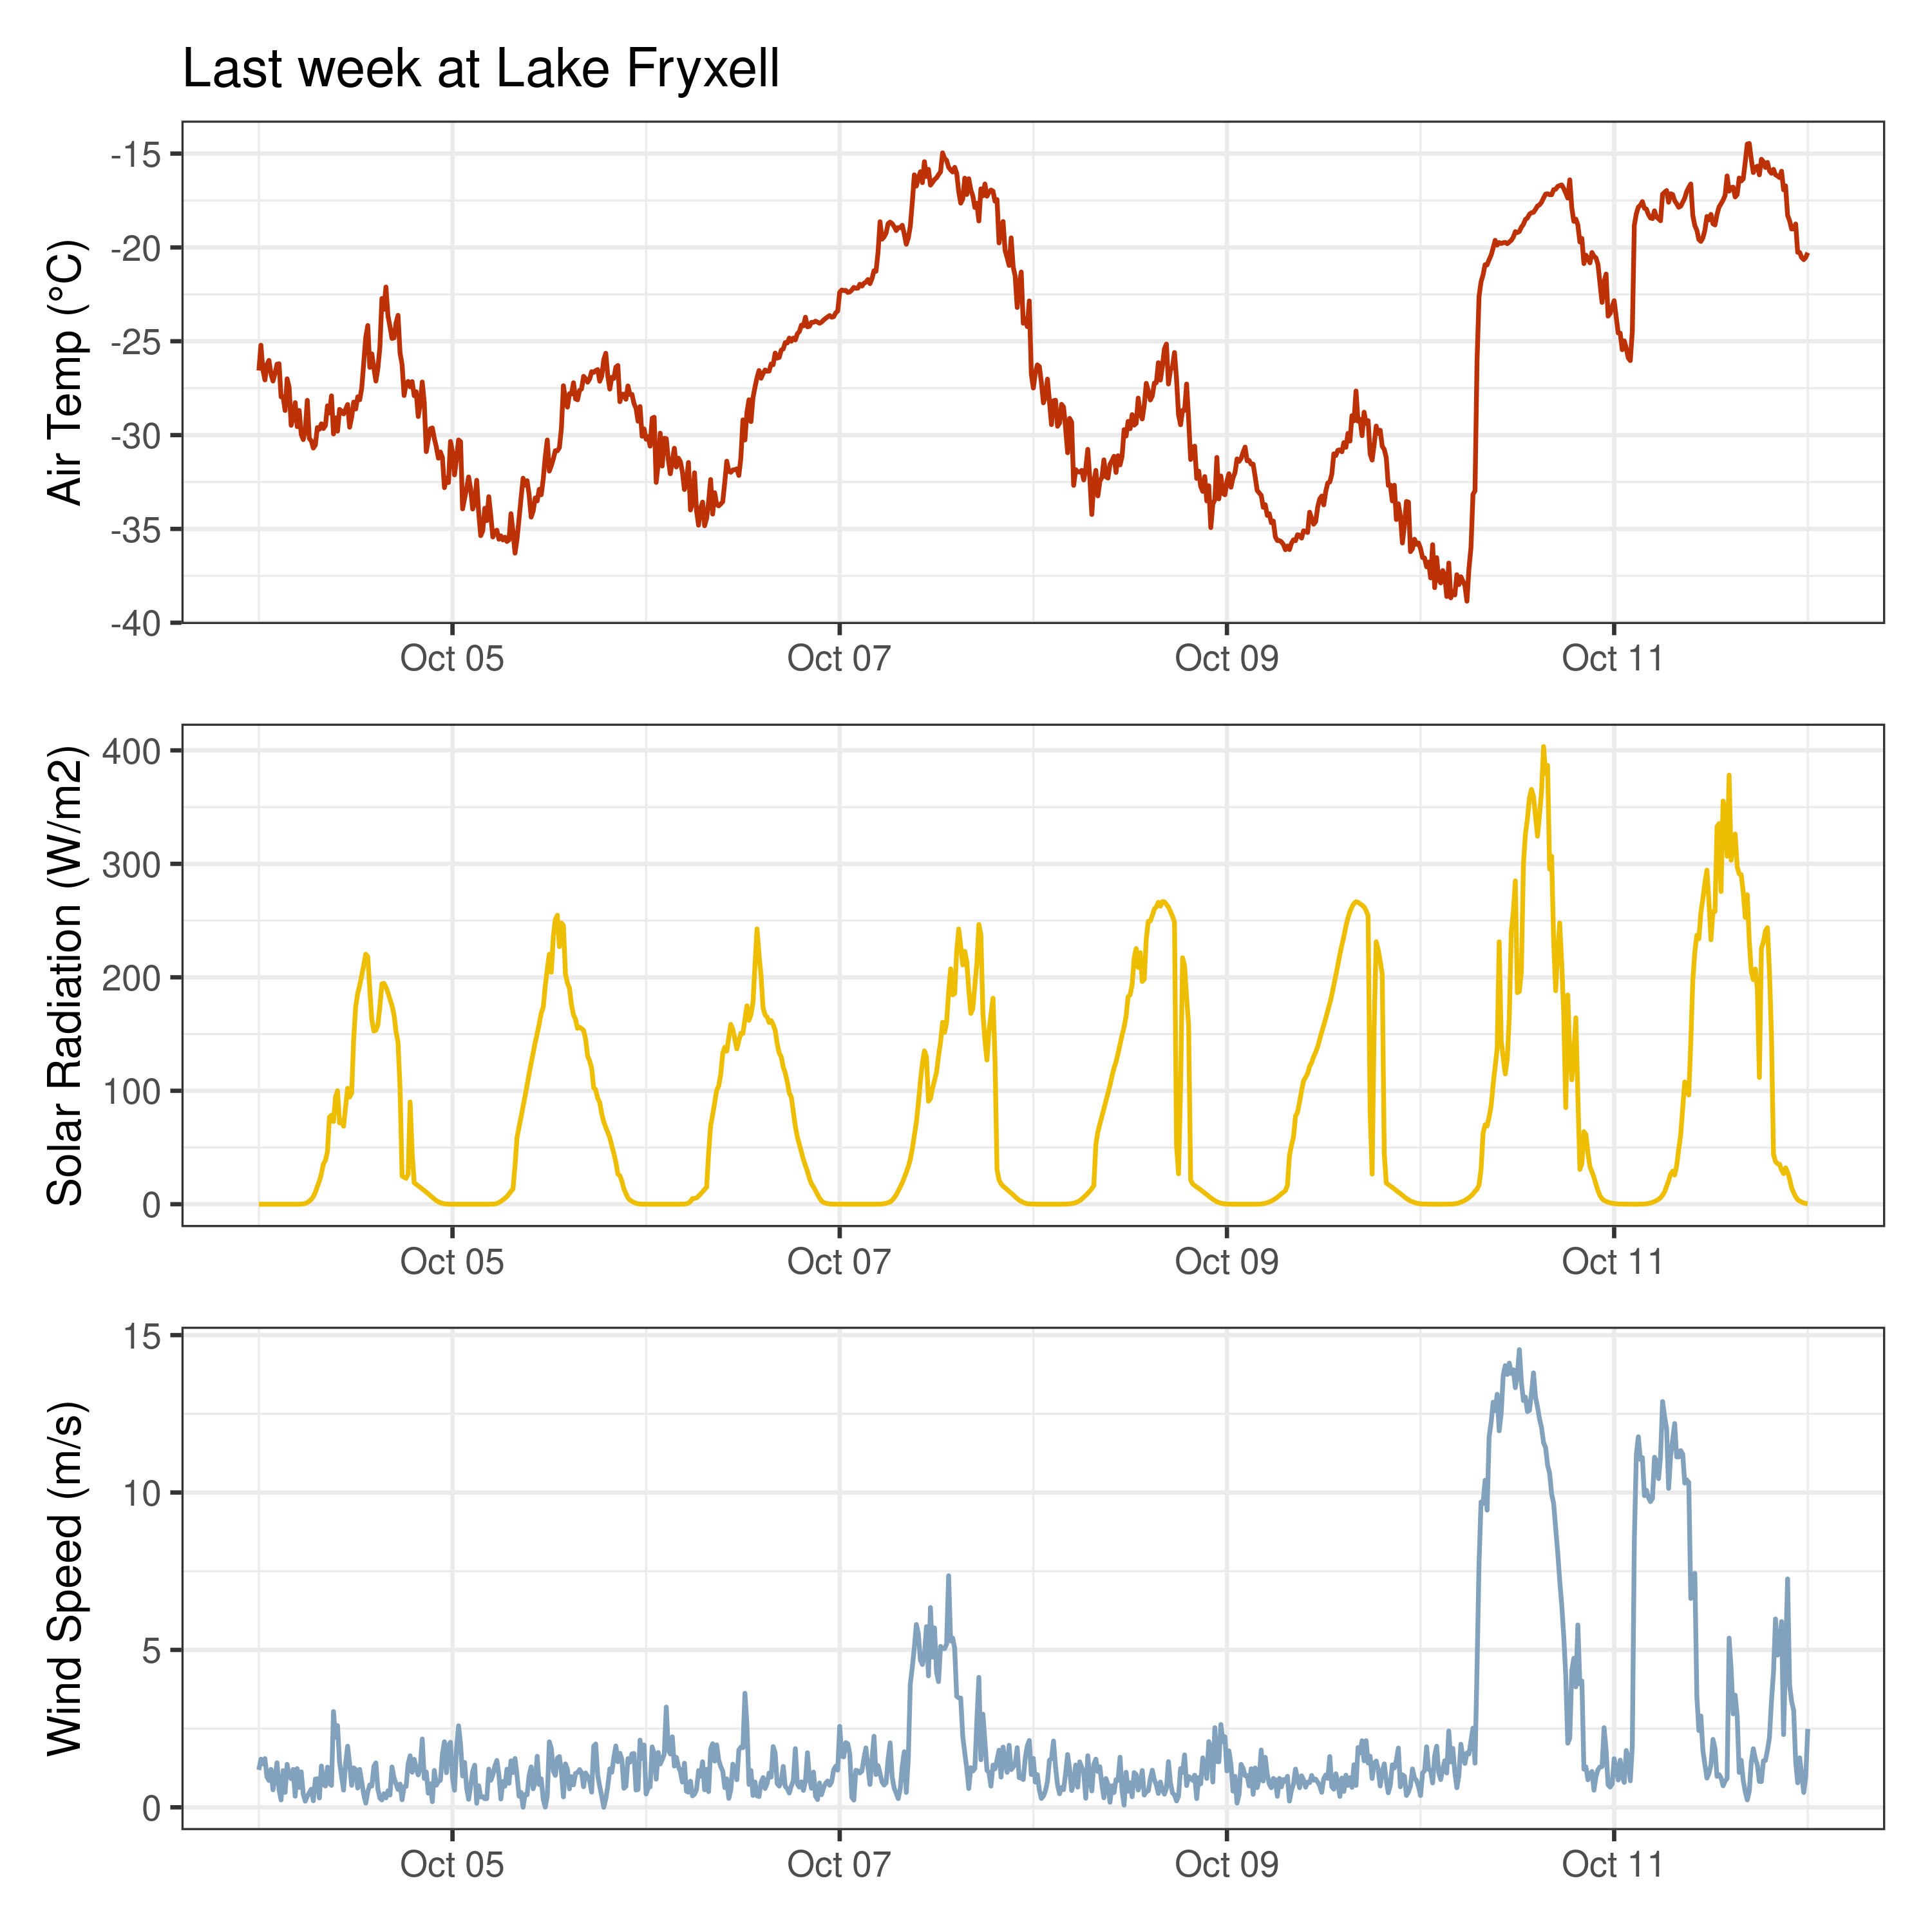 Last week at Lake Fryxell
Air Temp (°C)
-15
-20
-25
-30
-35
-40
Oct 05 Oct 07 Oct 09 Oct 11
Solar Radiation (W/m2)
400
300
200
100
0
Oct 05 Oct 07 Oct 09 Oct 11
Wind Speed (m/s)
15
10
5
0
Oct 05 Oct 07 Oct 09 Oct 11